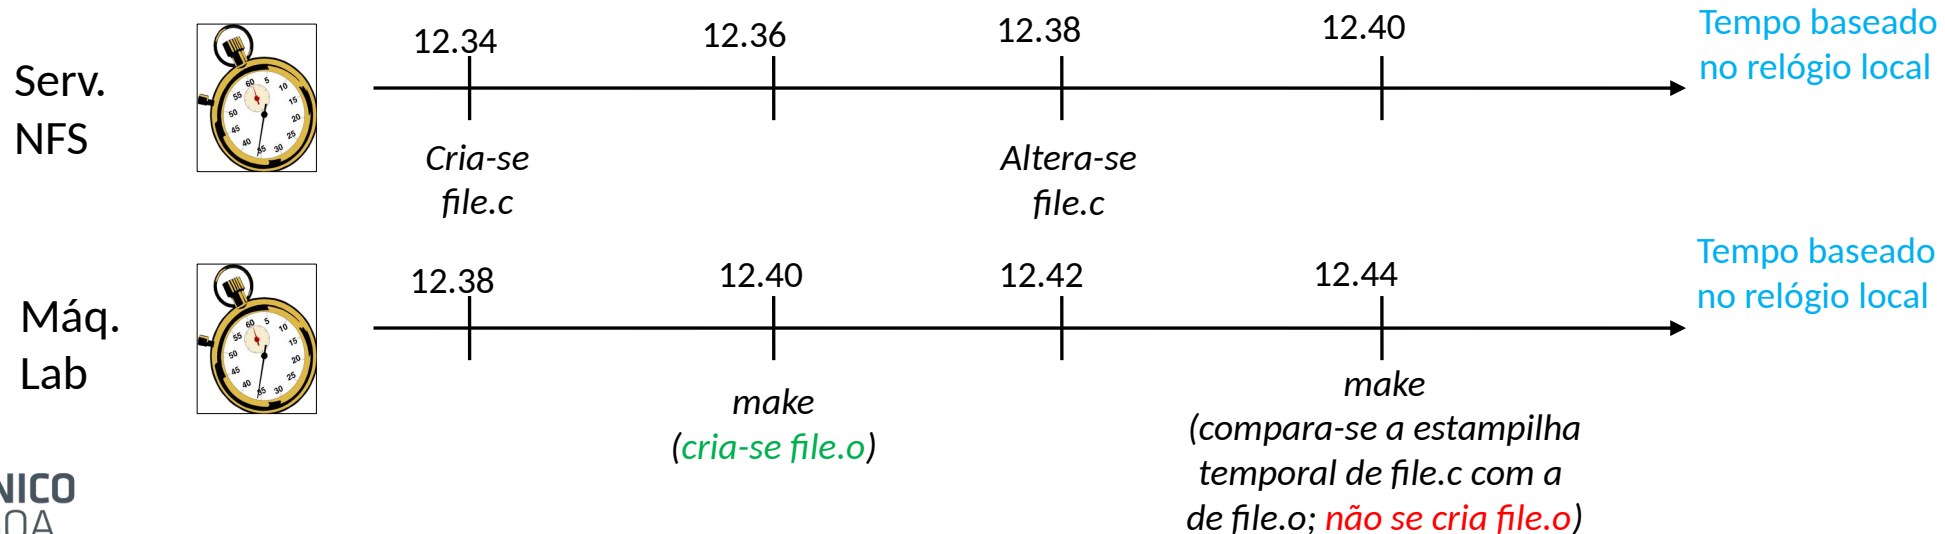 12.34 12.36 12.38 12.40
Tempo baseado
no relógio local
Serv.
NFS
Cria-se
file.c
Altera-se
file.c
Tempo baseado
no relógio local
12.38 12.40 12.42 12.44
Máq.
Lab
make
(cria-se file.o)
make
(compara-se a estampilha
temporal de file.c com a
de file.o; não se cria file.o)
NICO